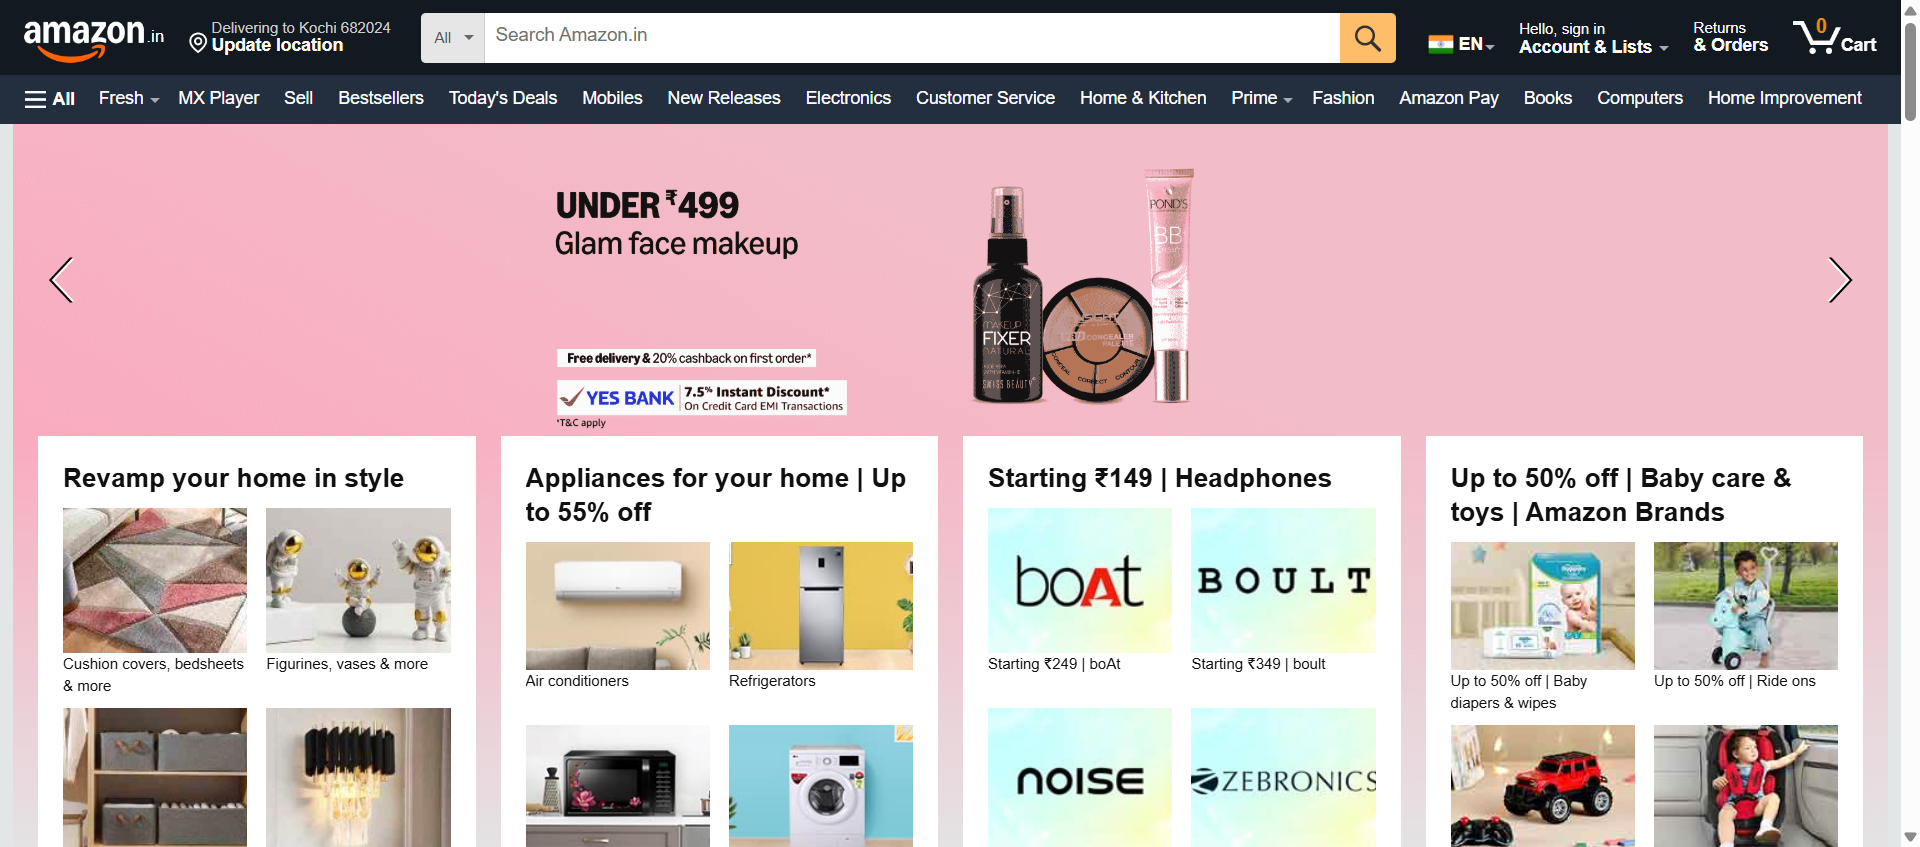 amazon.in
Delivering to Kochi 682024
Update location
All
Search Amazon.in
EN
Hello, sign in
Account & Lists
Returns
& Orders
0
Cart
All
Fresh
MX Player
Sell
Bestsellers
Today's Deals
Mobiles
New Releases
Electronics
Customer Service
Home & Kitchen
Prime
Fashion
Amazon Pay
Books
Computers
Home Improvement
UNDER ₹499
Glam face makeup
Free delivery & 20% cashback on first order*
YES BANK
7.5% Instant Discount*
On Credit Card EMI Transactions
*T&C apply
MAKEUP
FIXER
NATURAL
SWISS BEAUTY
CONCEALER
PALETTE
CONCEAL
CORRECT
CONTOUR
POND'S
BB
Revamp your home in style
Cushion covers, bedsheets
& more
Figurines, vases & more
Appliances for your home | Up
to 55% off
Air conditioners
Refrigerators
Starting ₹149 | Headphones
boAt
BOULT
Starting ₹249 | boAt
Starting ₹349 | boult
noise
ZEBRONICS
Up to 50% off | Baby care &
toys | Amazon Brands
Up to 50% off | Baby
diapers & wipes
Up to 50% off | Ride ons